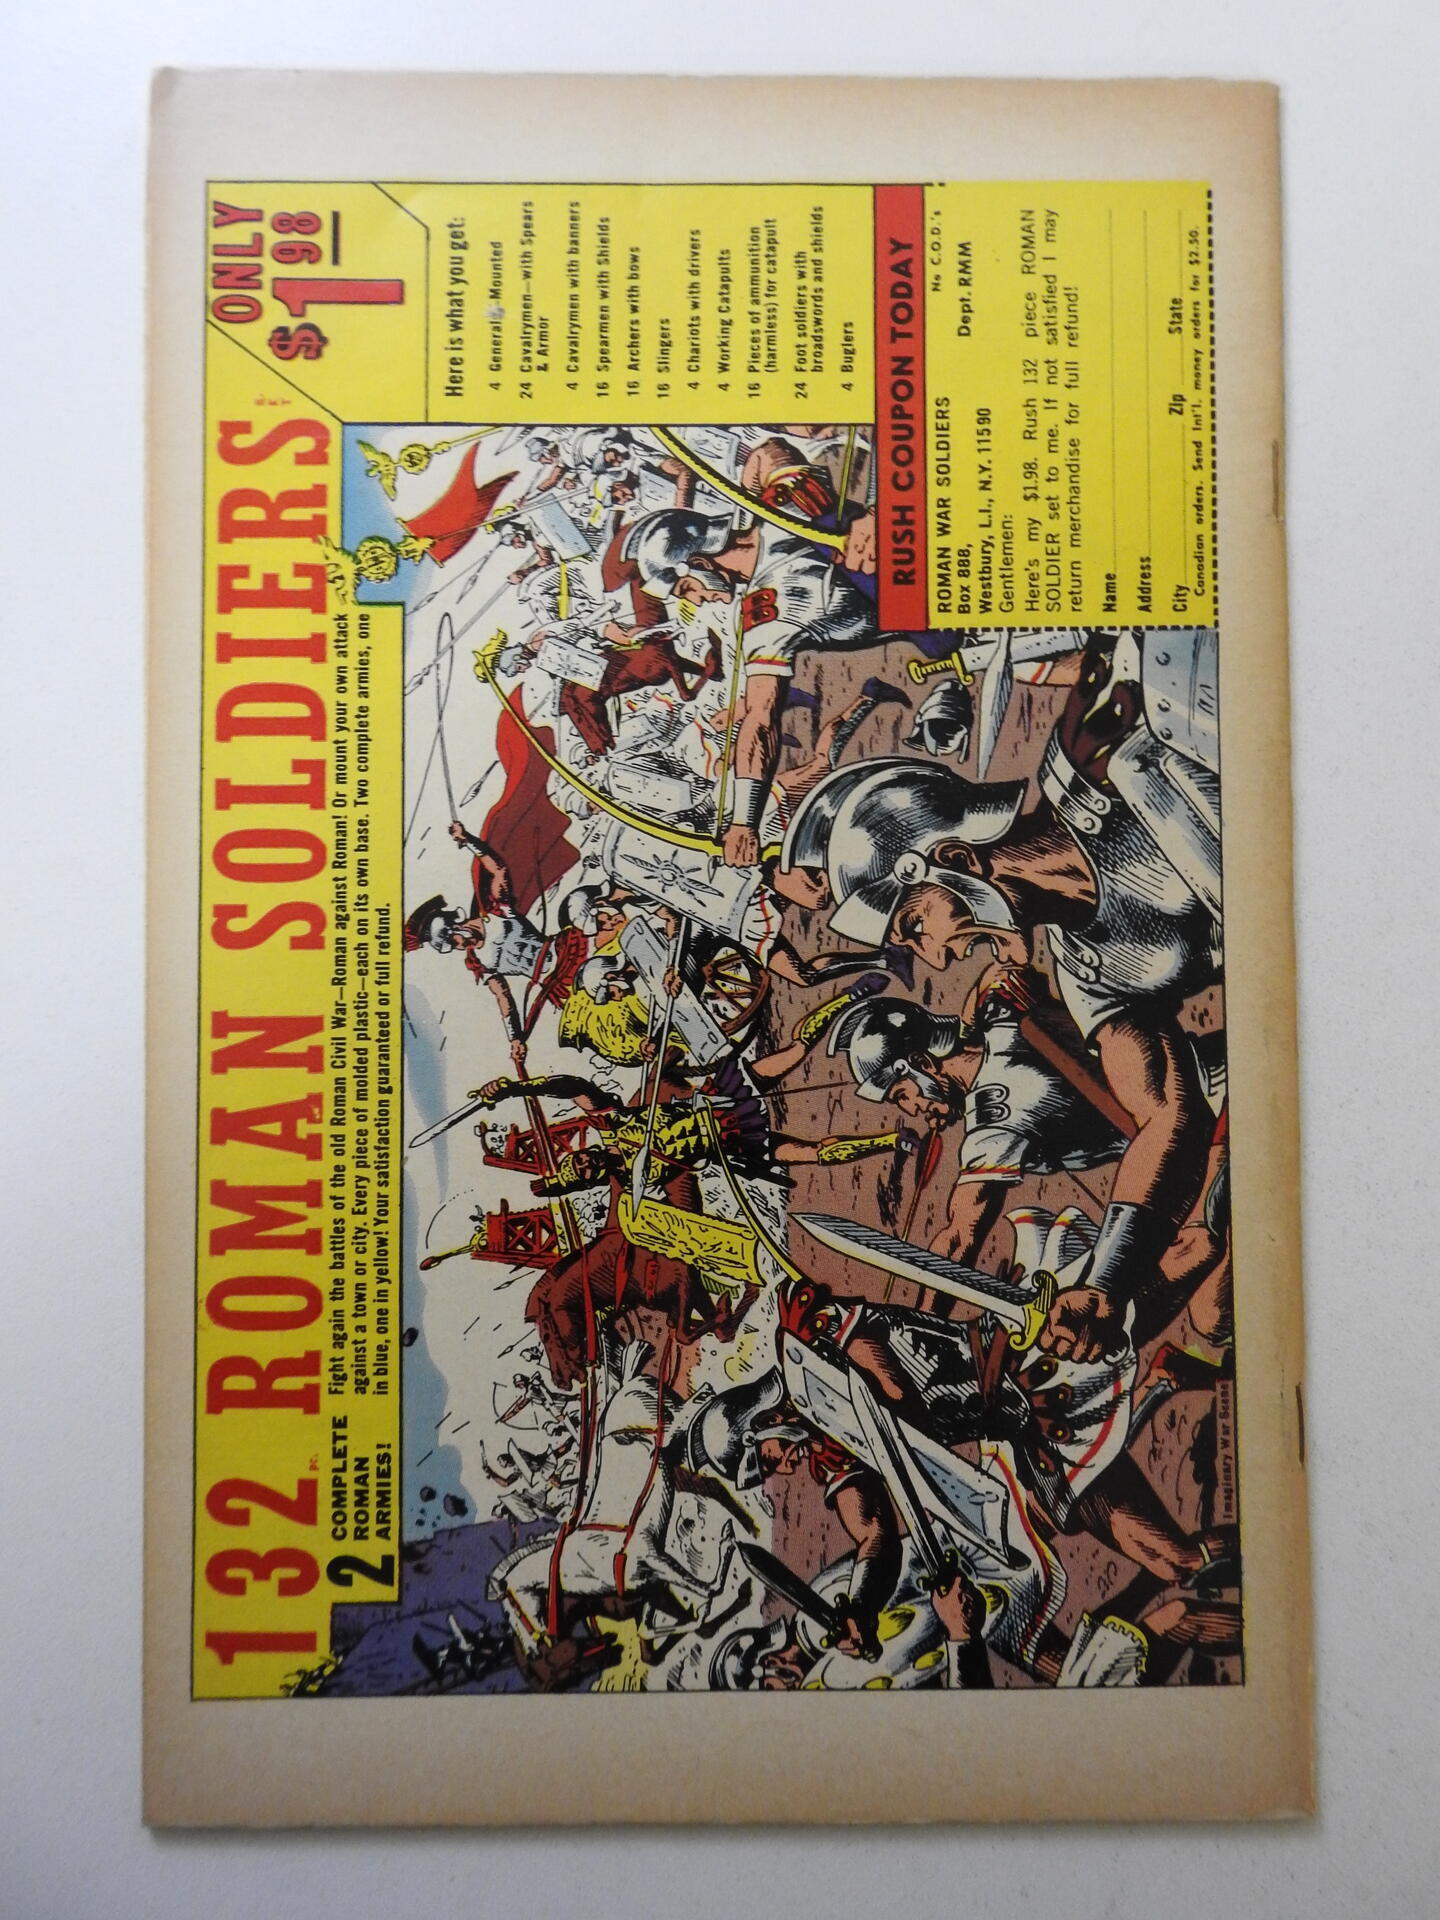 132 PC. ROMAN SOLDIERS SET
ONLY
$1.98
2 COMPLETE
ROMAN
ARMIES!
Fight again the battles of the old Roman Civil War—Roman against Roman! Or mount your own attack
against a town or city. Every piece of molded plastic—each on its own base. Two complete armies, one
in blue, one in yellow! Your satisfaction guaranteed or full refund.
Here is what you get:
4 Generals-Mounted
24 Cavalrymen—with Spears
& Armor
4 Cavalrymen with banners
16 Spearmen with Shields
16 Archers with bows
16 Slingers
4 Chariots with drivers
4 Working Catapults
16 Pieces of ammunition
(harmless) for catapult
24 Foot soldiers with
broadswords and shields
4 Buglers
RUSH COUPON TODAY
No C.O.D.'s
ROMAN WAR SOLDIERS
Box 888, Dept. RMM
Westbury, L.I., N.Y. 11590
Gentlemen:
Here's my $1.98. Rush 132 piece ROMAN
SOLDIER set to me. If not satisfied I may
return merchandise for full refund!
Name
Address
City Zip State
Canadian orders. Send Int'l. money orders for $2.50.
Imaginary War Scene